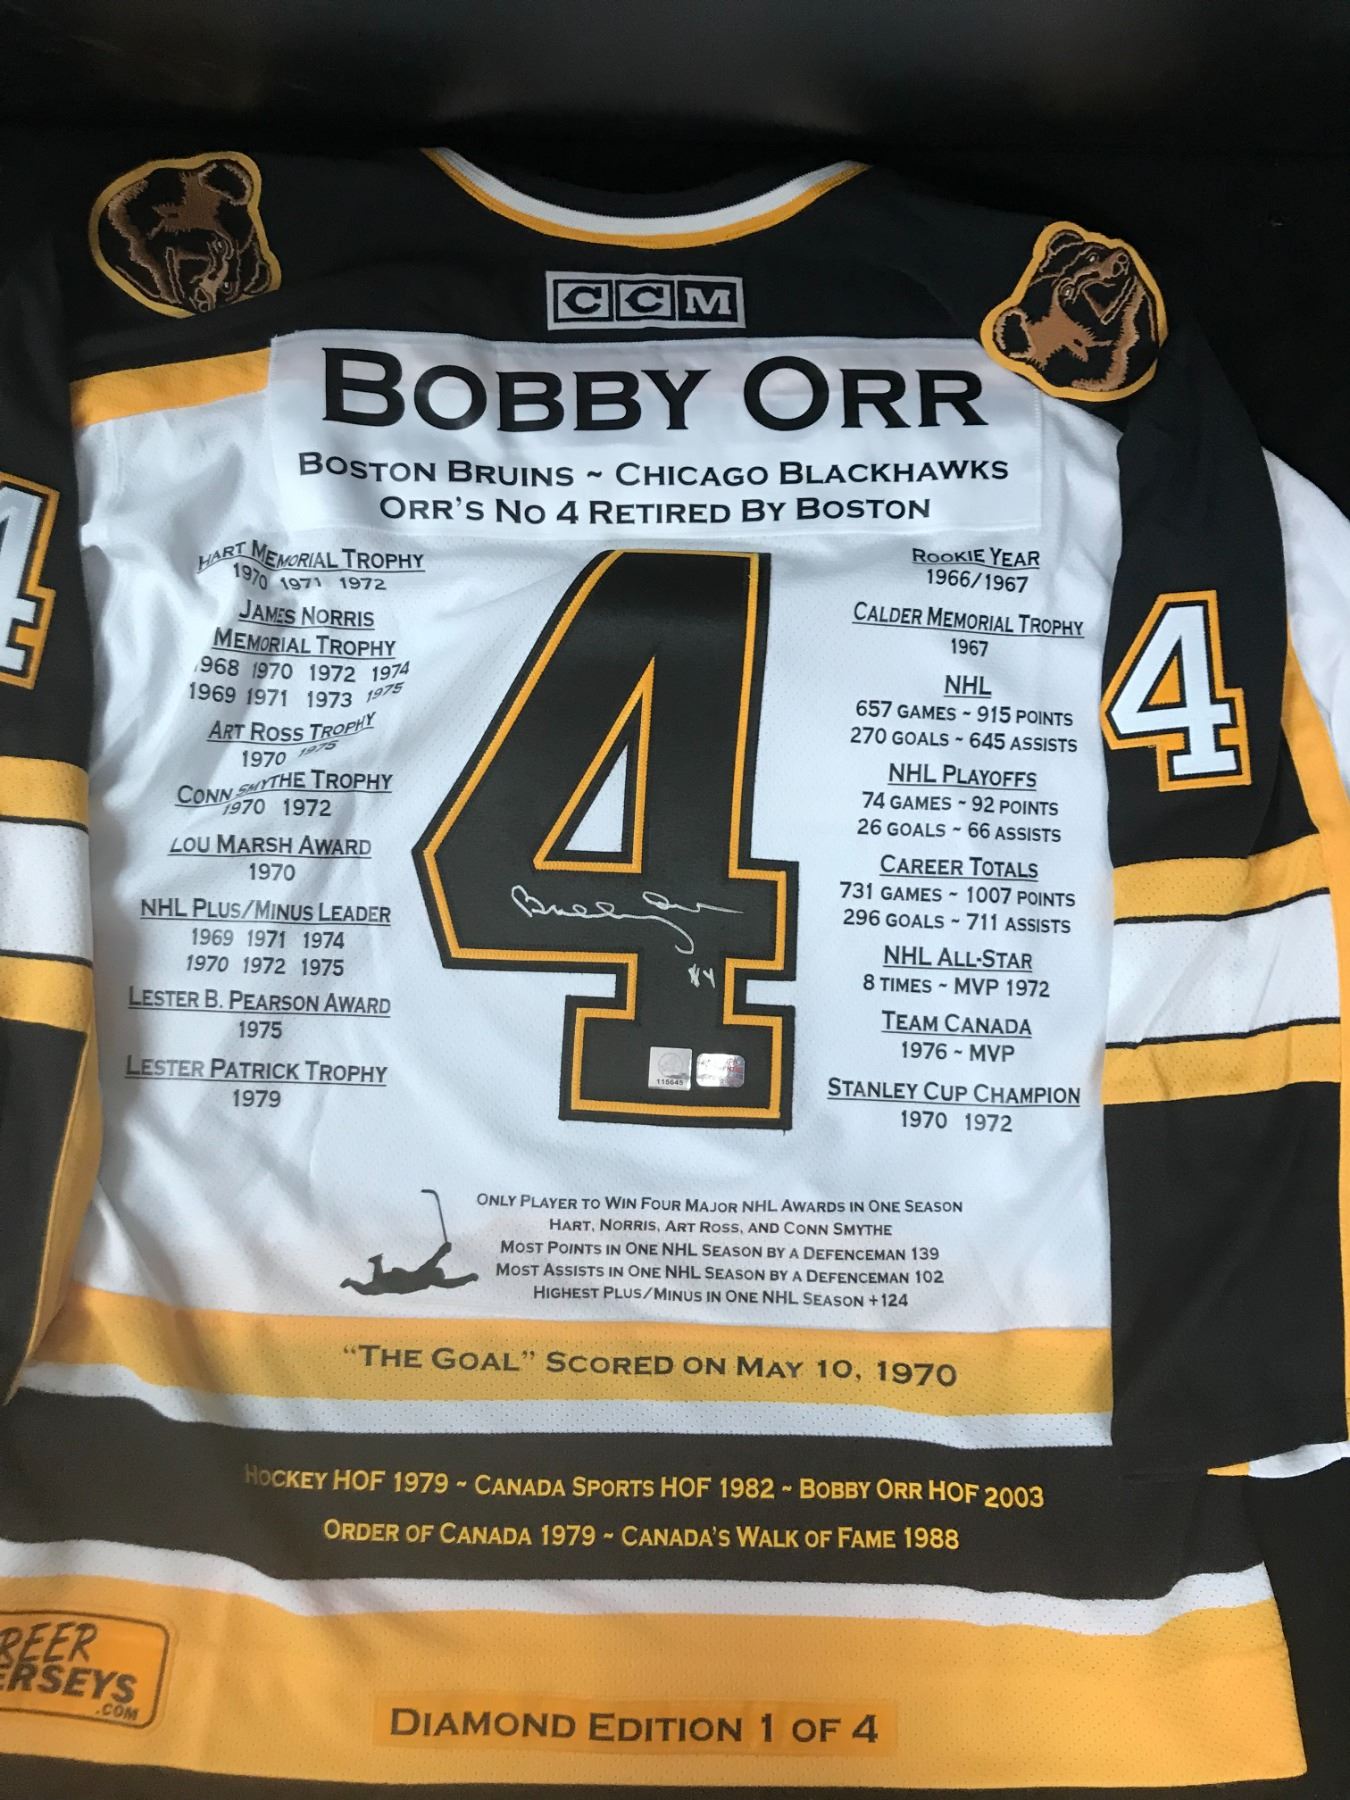 CCM
BOBBY ORR
BOSTON BRUINS ~ CHICAGO BLACKHAWKS
ORR'S NO 4 RETIRED BY BOSTON
HART MEMORIAL TROPHY
1970 1971 1972
JAMES NORRIS
MEMORIAL TROPHY
1968 1970 1972 1974
1969 1971 1973 1975
ART ROSS TROPHY
1970 1975
CONN SMYTHE TROPHY
1970 1972
LOU MARSH AWARD
1970
NHL PLUS/MINUS LEADER
1969 1971 1974
1970 1972 1975
LESTER B. PEARSON AWARD
1975
LESTER PATRICK TROPHY
1979
4
4
4
Bobby Orr
#4
115645
ROOKIE YEAR
1966/1967
CALDER MEMORIAL TROPHY
1967
NHL
657 GAMES ~ 915 POINTS
270 GOALS ~ 645 ASSISTS
NHL PLAYOFFS
74 GAMES ~ 92 POINTS
26 GOALS ~ 66 ASSISTS
CAREER TOTALS
731 GAMES ~ 1007 POINTS
296 GOALS ~ 711 ASSISTS
NHL ALL-STAR
8 TIMES ~ MVP 1972
TEAM CANADA
1976 ~ MVP
STANLEY CUP CHAMPION
1970 1972
ONLY PLAYER TO WIN FOUR MAJOR NHL AWARDS IN ONE SEASON
HART, NORRIS, ART ROSS, AND CONN SMYTHE
MOST POINTS IN ONE NHL SEASON BY A DEFENCEMAN 139
MOST ASSISTS IN ONE NHL SEASON BY A DEFENCEMAN 102
HIGHEST PLUS/MINUS IN ONE NHL SEASON +124
"THE GOAL" SCORED ON MAY 10, 1970
HOCKEY HOF 1979 ~ CANADA SPORTS HOF 1982 ~ BOBBY ORR HOF 2003
ORDER OF CANADA 1979 ~ CANADA'S WALK OF FAME 1988
REER
ERSEYS
.COM
DIAMOND EDITION 1 OF 4